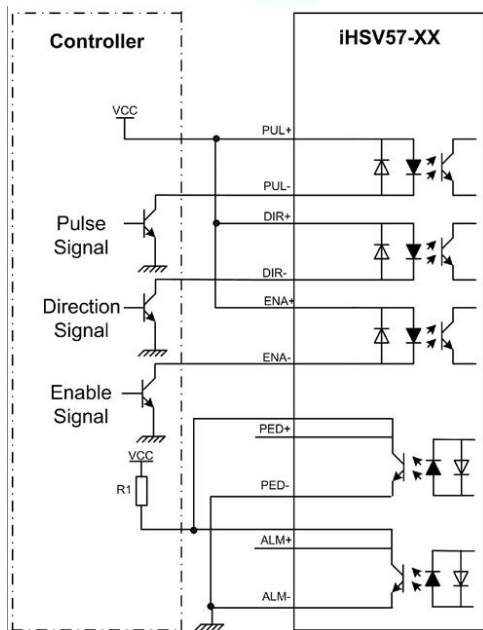 Controller
iHSV57-XX
VCC
PUL+
PUL-
Pulse
Signal
DIR+
DIR-
Direction
Signal
ENA+
ENA-
Enable
Signal
PED+
VCC
R1
PED-
ALM+
ALM-